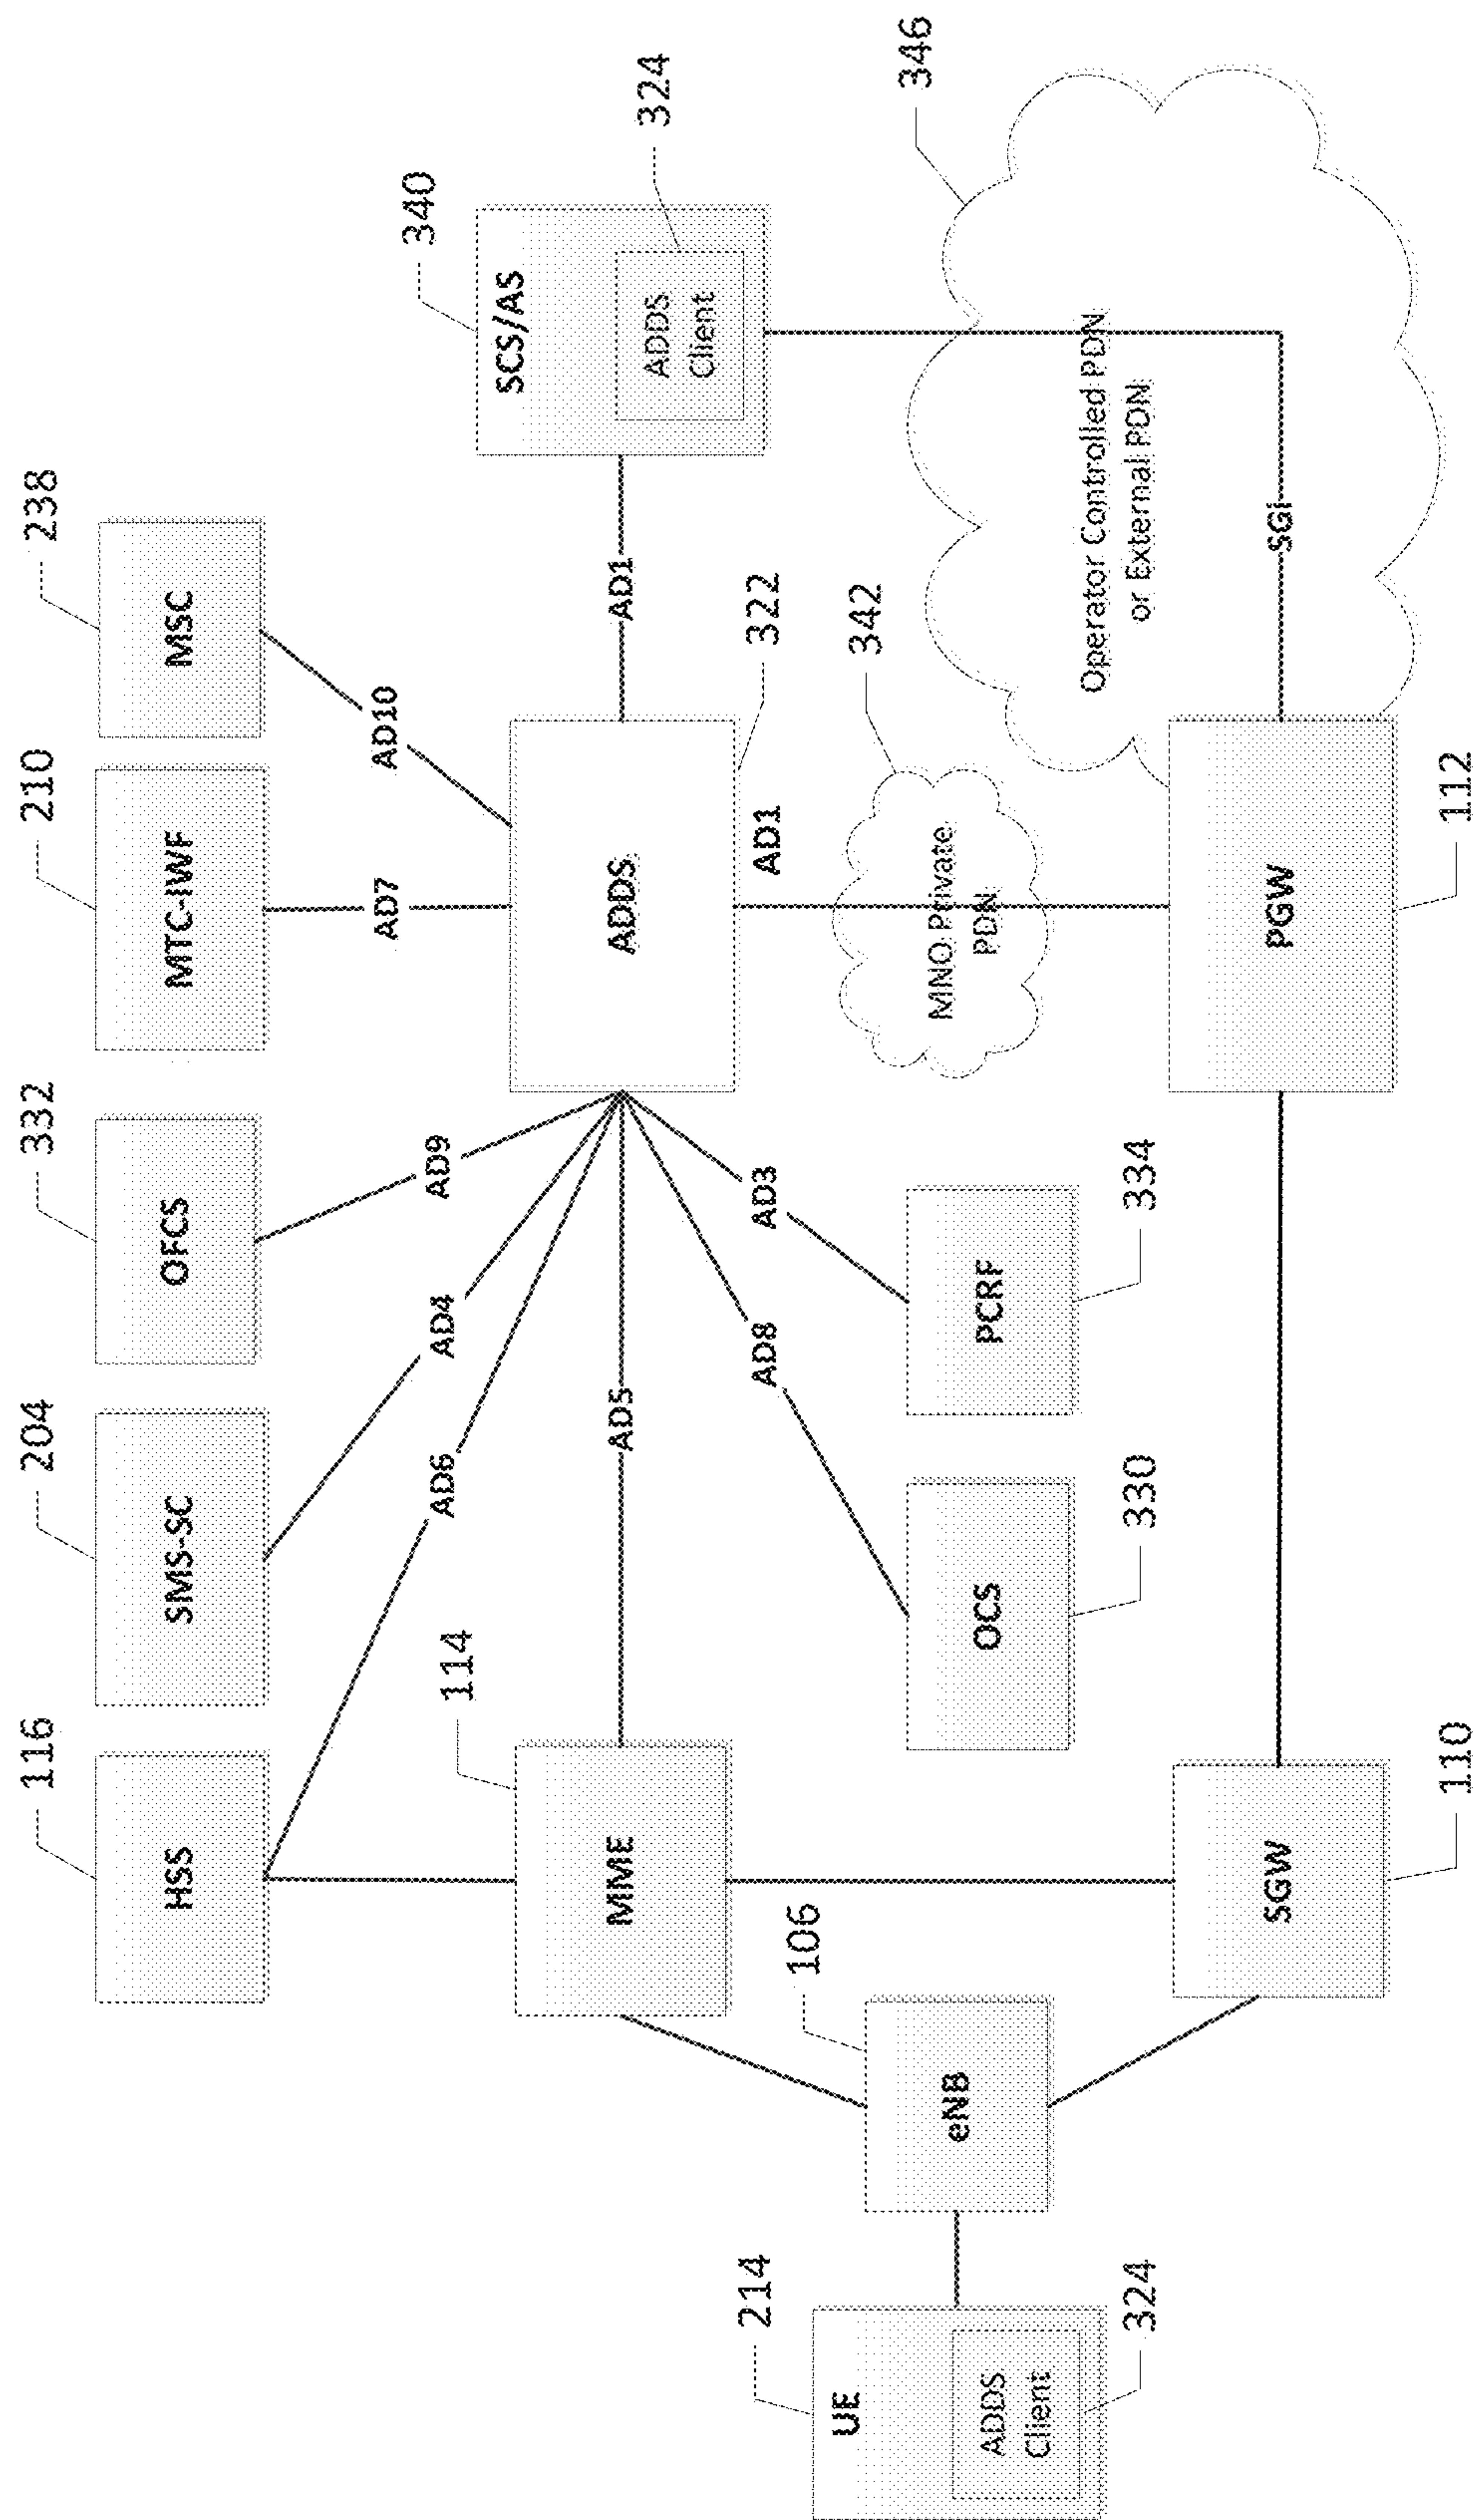 116
204
332
210
238
HSS
SMS-SC
OFCS
MTC-IWF
MSC
340
324
AD9
AD7
AD10
AD4
AD6
114
SCS/AS
ADDS
Client
MME
AD5
ADDS
AD1
322
214
106
AD8
AD3
AD1
342
346
UE
ADDS
Client
324
eNB
OCS
330
PCRF
334
MNO Private
PDN
Operator Controlled PDN
or External PDN
SGW
110
PGW
112
SGi